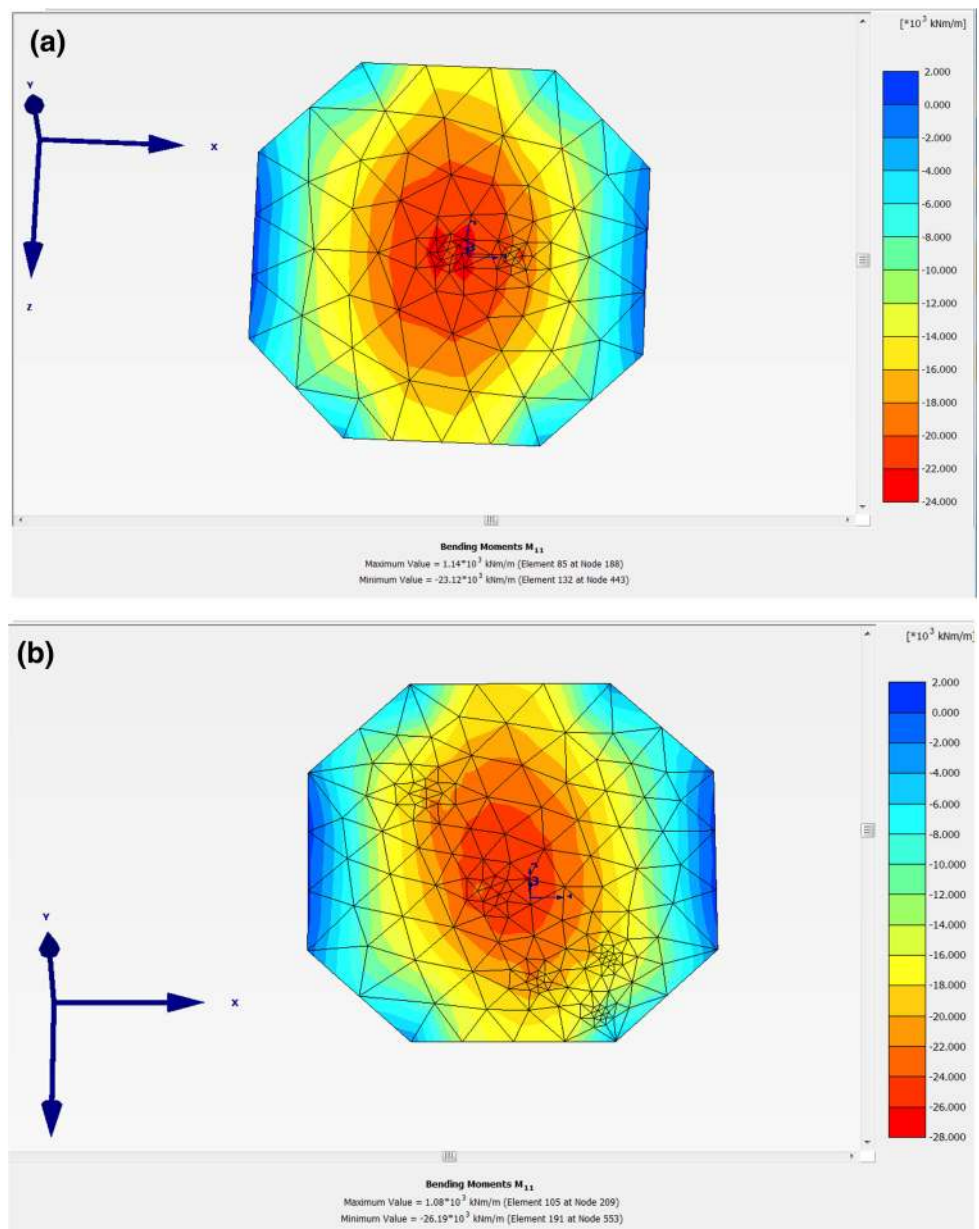 (a)
[*10³ kNm/m]
Y
X
Z
2.000
0.000
-2.000
-4.000
-6.000
-8.000
-10.000
-12.000
-14.000
-16.000
-18.000
-20.000
-22.000
-24.000
Bending Moments M₁₁
Maximum Value = 1.14*10³ kNm/m (Element 85 at Node 188)
Minimum Value = -23.12*10³ kNm/m (Element 132 at Node 443)
(b)
[*10³ kNm/m]
Y
X
2.000
0.000
-2.000
-4.000
-6.000
-8.000
-10.000
-12.000
-14.000
-16.000
-18.000
-20.000
-22.000
-24.000
-26.000
-28.000
3
Bending Moments M₁₁
Maximum Value = 1.08*10³ kNm/m (Element 105 at Node 209)
Minimum Value = -26.19*10³ kNm/m (Element 191 at Node 553)